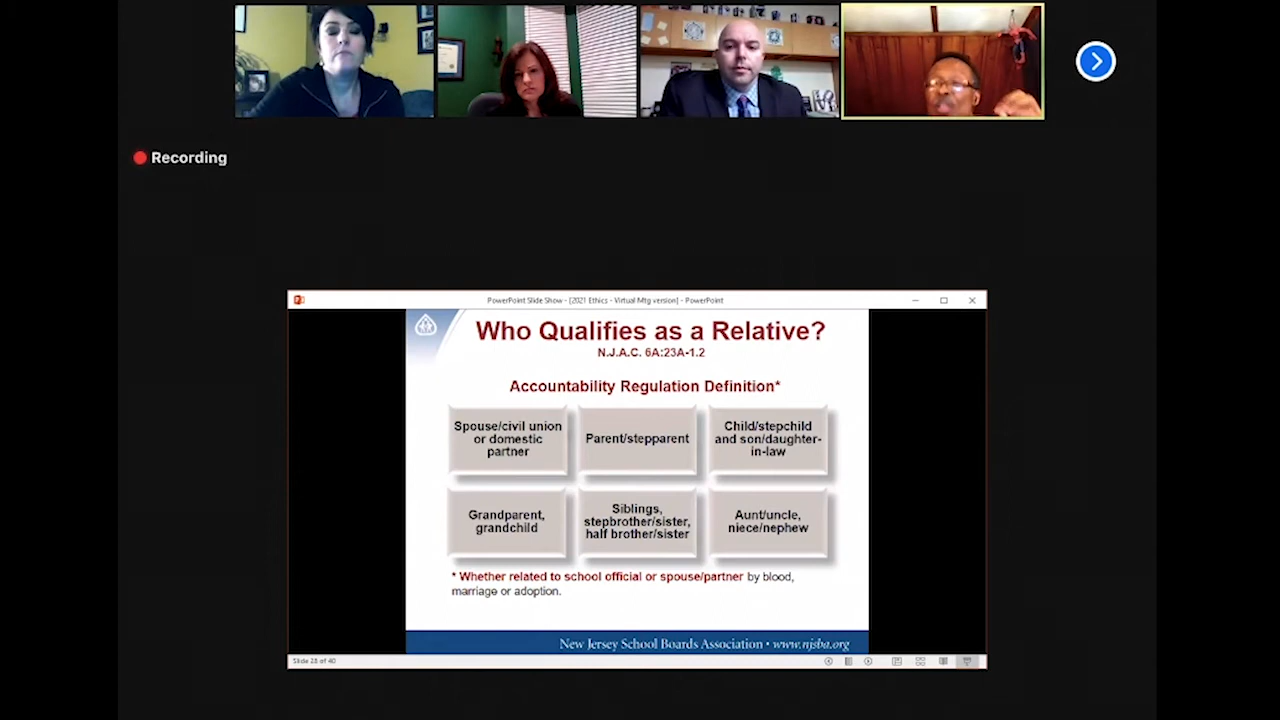 Recording
PowerPoint Slide Show - [2021 Ethics - Virtual Mtg version] - PowerPoint
Who Qualifies as a Relative?
N.J.A.C. 6A:23A-1.2
Accountability Regulation Definition*
Spouse/civil union
or domestic
partner
Parent/stepparent
Child/stepchild
and son/daughter-
in-law
Grandparent,
grandchild
Siblings,
stepbrother/sister,
half brother/sister
Aunt/uncle,
niece/nephew
* Whether related to school official or spouse/partner by blood,
marriage or adoption.
New Jersey School Boards Association • www.njsba.org
Slide 28 of 40